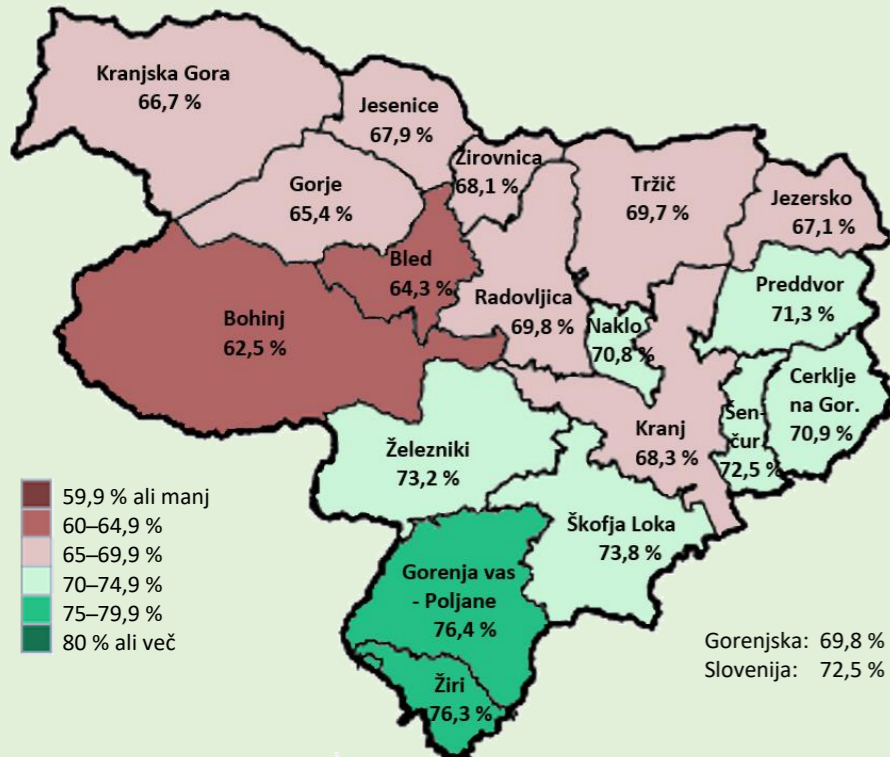 Kranjska Gora
66,7 %
Jesenice
67,9 %
Žirovnica
68,1 %
Tržič
69,7 %
Jezersko
67,1 %
Gorje
65,4 %
Bled
64,3 %
Radovljica
69,8 %
Naklo
70,8 %
Preddvor
71,3 %
Bohinj
62,5 %
Cerklje
na Gor.
70,9 %
Šen-
čur
72,5 %
Kranj
68,3 %
Železniki
73,2 %
Škofja Loka
73,8 %
Gorenja vas
- Poljane
76,4 %
Žiri
76,3 %
59,9 % ali manj
60–64,9 %
65–69,9 %
70–74,9 %
75–79,9 %
80 % ali več
Gorenjska: 69,8 %
Slovenija: 72,5 %